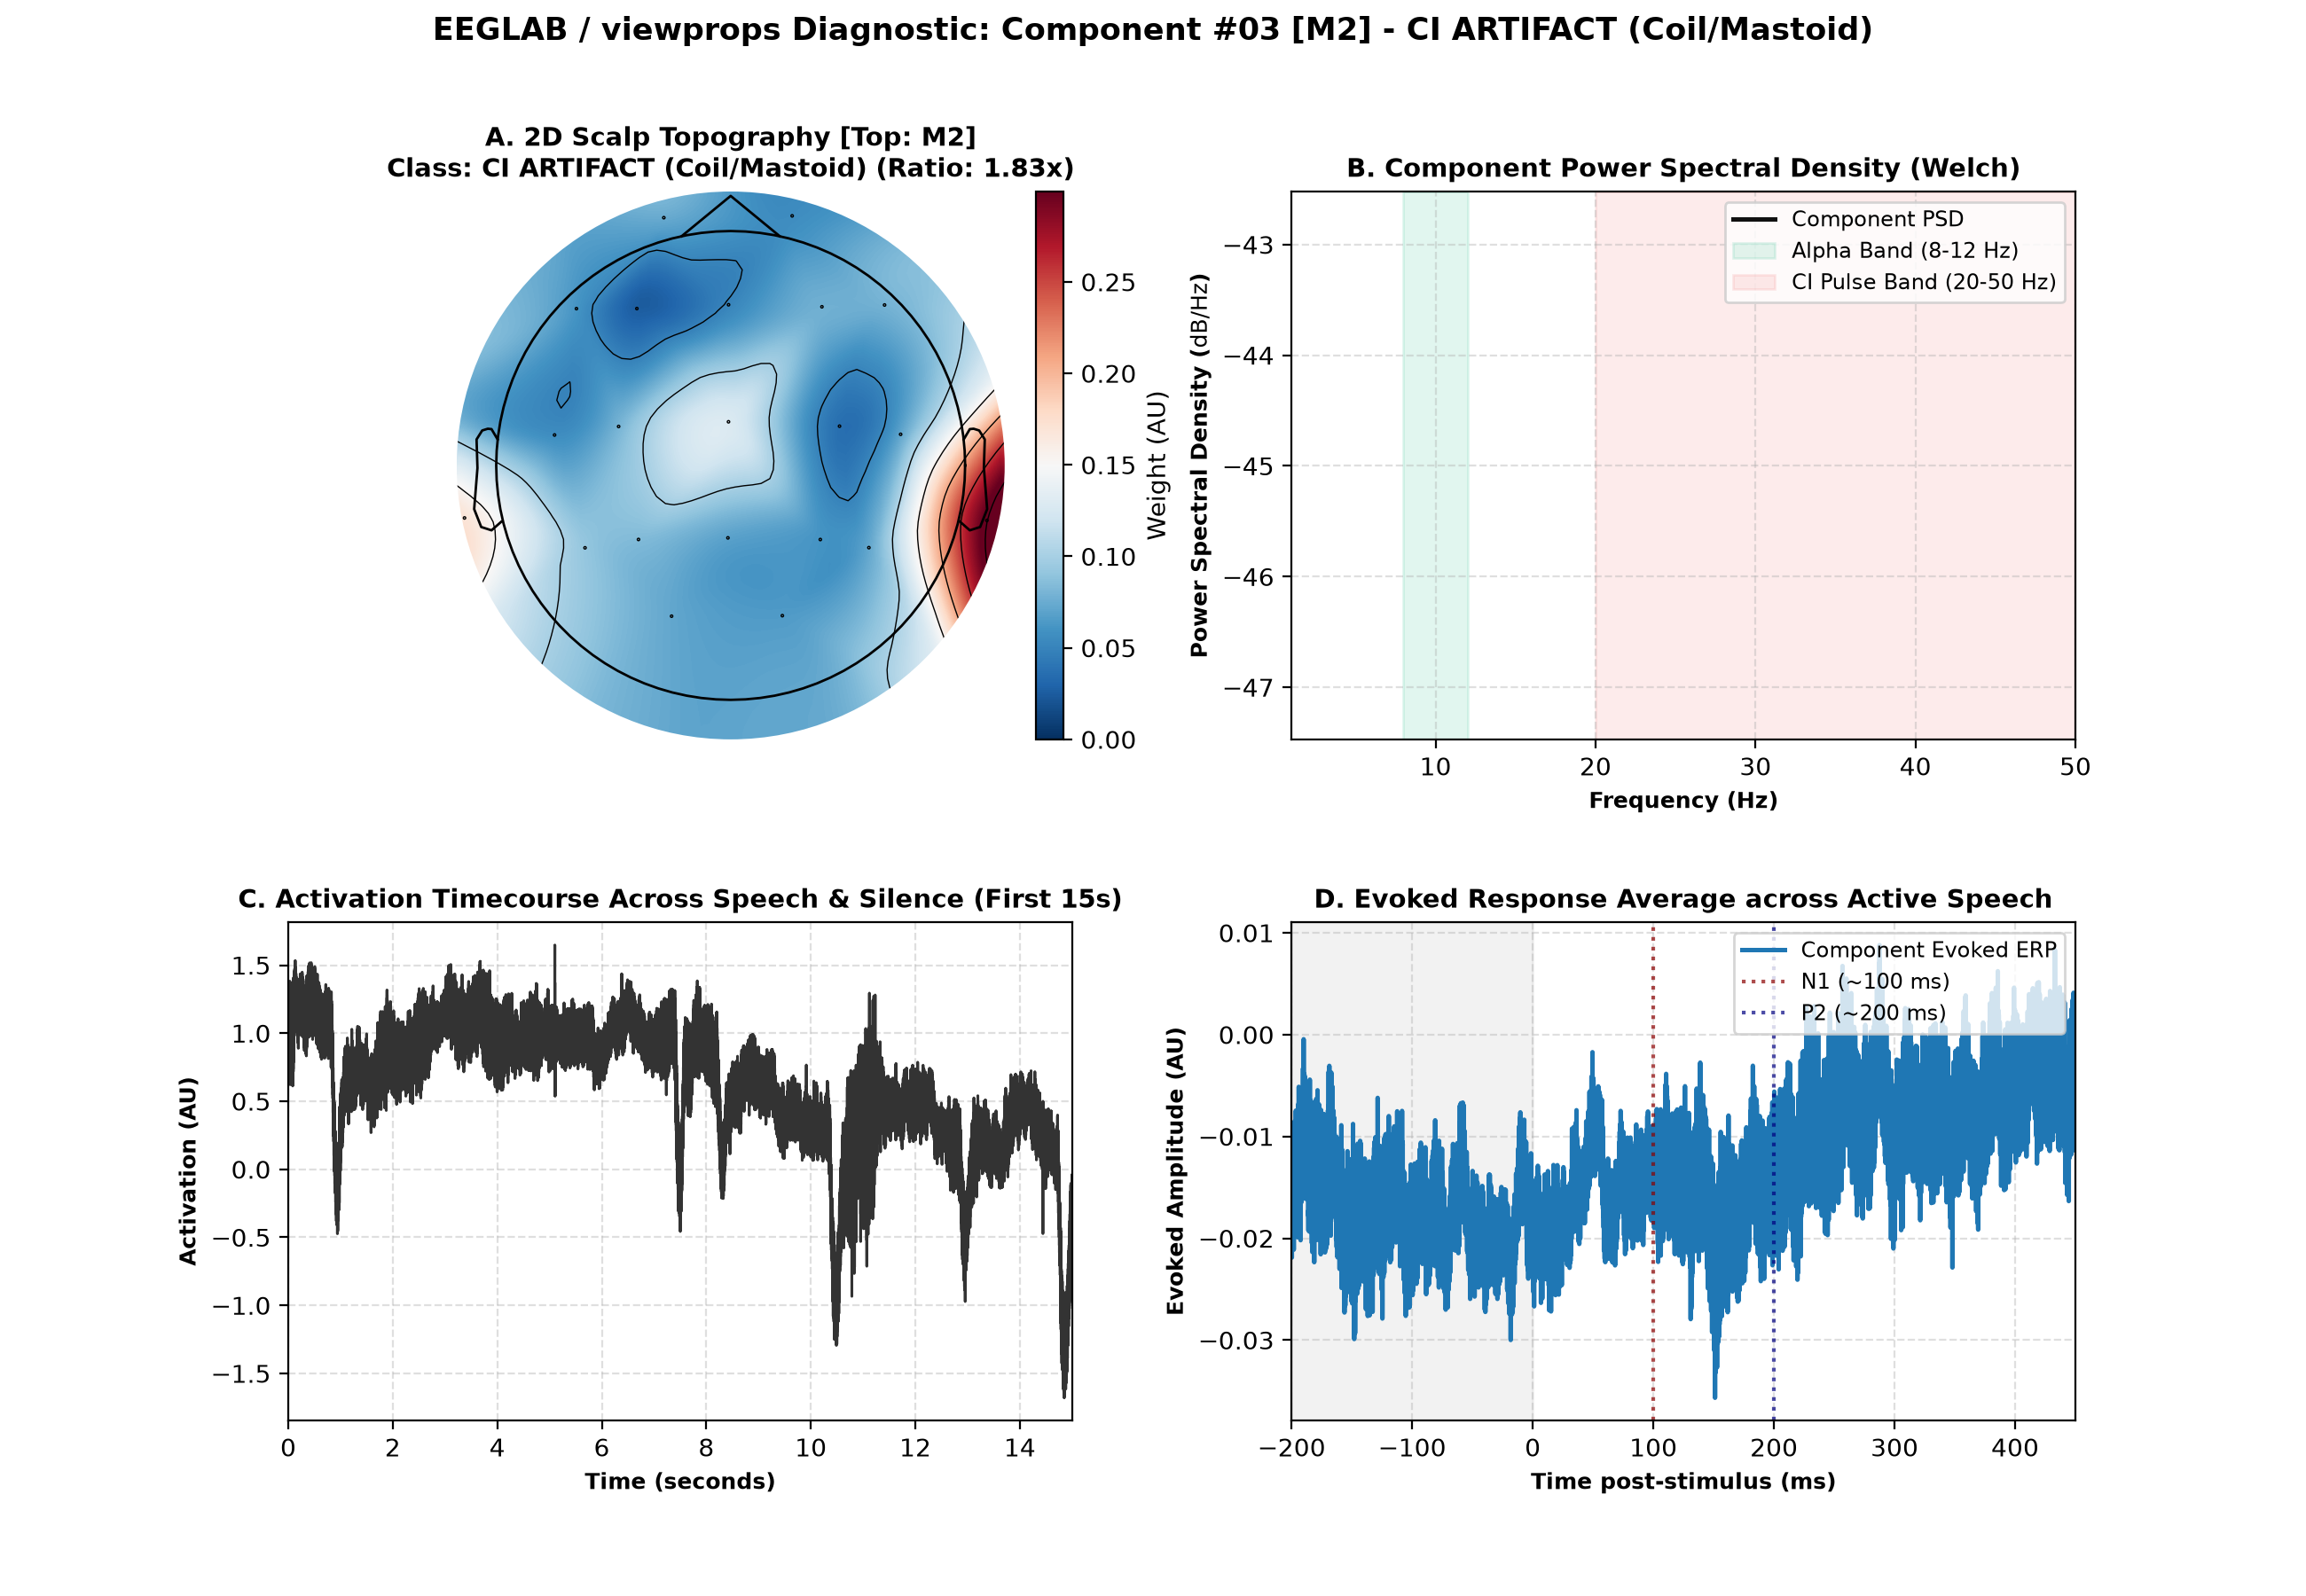 EEGLAB / viewprops Diagnostic: Component #03 [M2] - CI ARTIFACT (Coil/Mastoid)
A. 2D Scalp Topography [Top: M2]
Class: CI ARTIFACT (Coil/Mastoid) (Ratio: 1.83x)
0.25
0.20
0.15
0.10
0.05
0.00
Weight (AU)
B. Component Power Spectral Density (Welch)
Component PSD
Alpha Band (8-12 Hz)
CI Pulse Band (20-50 Hz)
−43
−44
−45
−46
−47
Power Spectral Density (dB/Hz)
10 20 30 40 50
Frequency (Hz)
C. Activation Timecourse Across Speech & Silence (First 15s)
1.5
1.0
0.5
0.0
−0.5
−1.0
−1.5
Activation (AU)
0 2 4 6 8 10 12 14
Time (seconds)
D. Evoked Response Average across Active Speech
Component Evoked ERP
N1 (~100 ms)
P2 (~200 ms)
0.01
0.00
−0.01
−0.02
−0.03
Evoked Amplitude (AU)
−200 −100 0 100 200 300 400
Time post-stimulus (ms)